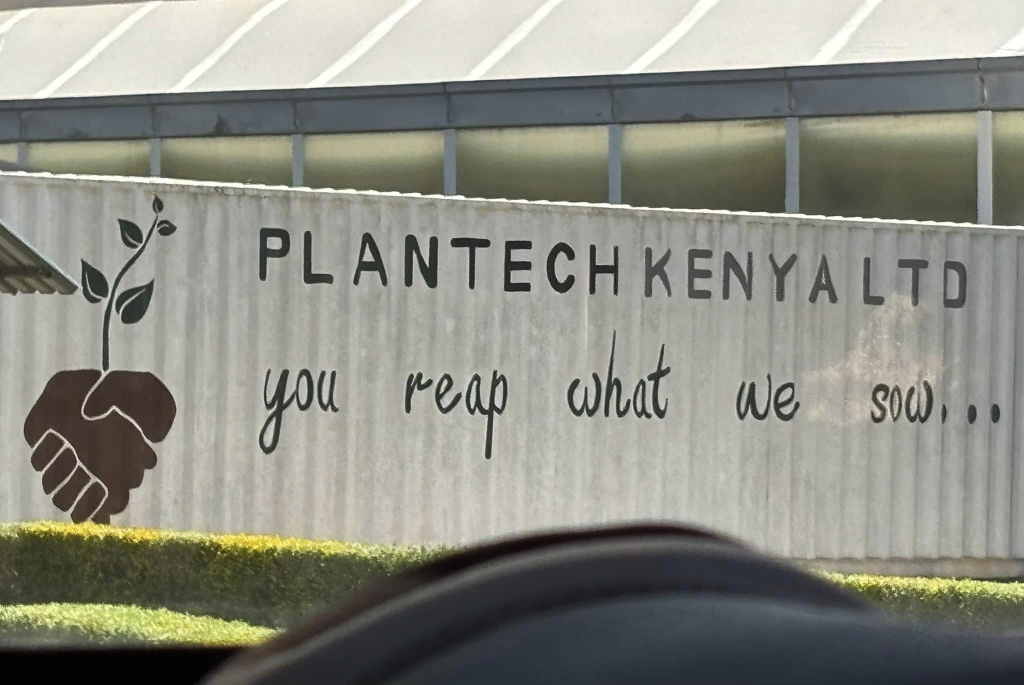 PLANTECH KENYA LTD
you reap what we sow...